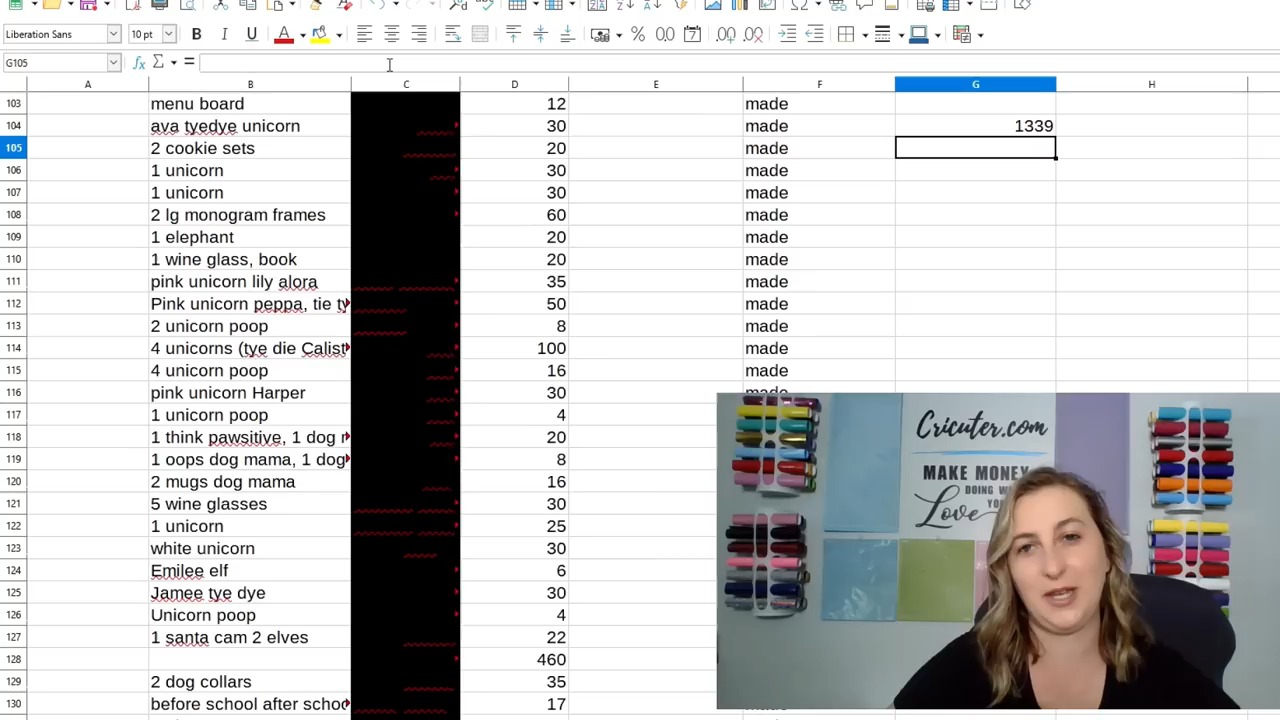 Liberation Sans 10 pt B I U A % 0.0
G105 fx Σ =
A B C D E F G H
103 menu board 12 made
104 ava tyedye unicorn 30 made 1339
105 2 cookie sets 20 made
106 1 unicorn 30 made
107 1 unicorn 30 made
108 2 lg monogram frames 60 made
109 1 elephant 20 made
110 1 wine glass, book 20 made
111 pink unicorn lily alora 35 made
112 Pink unicorn peppa, tie ty 50 made
113 2 unicorn poop 8 made
114 4 unicorns (tye die Calist 100 made
115 4 unicorn poop 16 made
116 pink unicorn Harper 30 made
117 1 unicorn poop 4
118 1 think pawsitive, 1 dog 20
119 1 oops dog mama, 1 dog 8
120 2 mugs dog mama 16
121 5 wine glasses 30
122 1 unicorn 25
123 white unicorn 30
124 Emilee elf 6
125 Jamee tye dye 30
126 Unicorn poop 4
127 1 santa cam 2 elves 22
128 460
129 2 dog collars 35
130 before school after schoo 17
Cricuter.com
MAKE MONEY
DOING
YO
Love